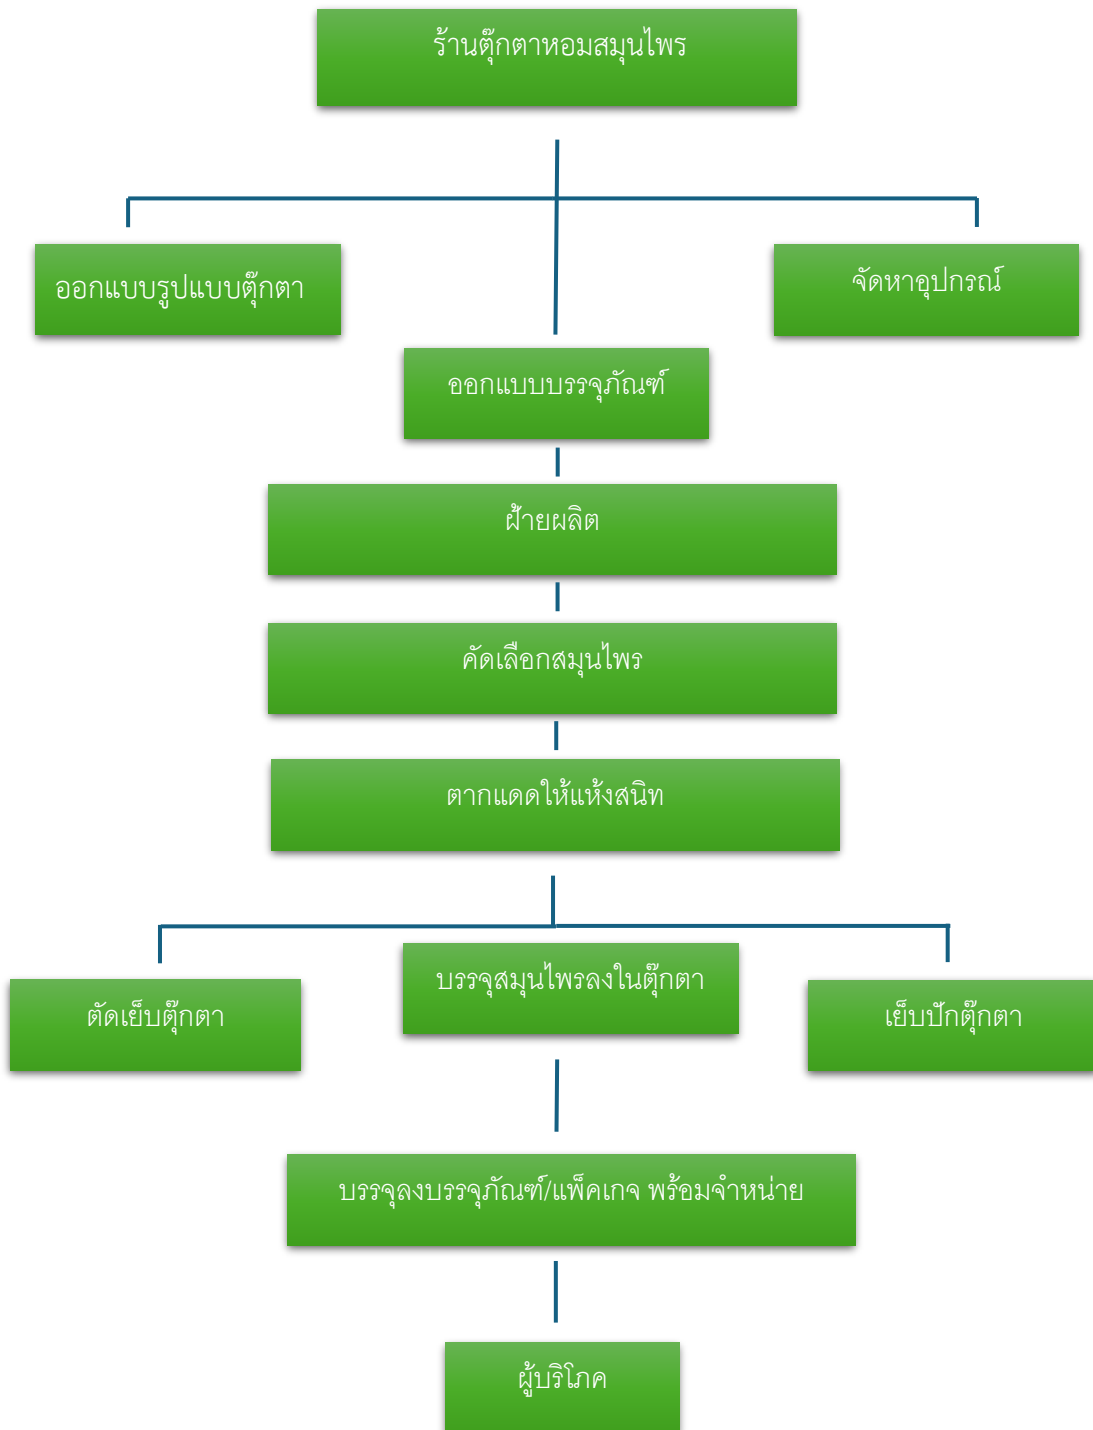 ร้านตุ๊กตาหอมสมุนไพร
ออกแบบรูปแบบตุ๊กตา
จัดหาอุปกรณ์
ออกแบบบรรจุภัณฑ์
ฝ้ายผลิต
คัดเลือกสมุนไพร
ตากแดดให้แห้งสนิท
ตัดเย็บตุ๊กตา
บรรจุสมุนไพรลงในตุ๊กตา
เย็บปักตุ๊กตา
บรรจุลงบรรจุภัณฑ์/แพ็คเกจ พร้อมจำหน่าย
ผู้บริโภค